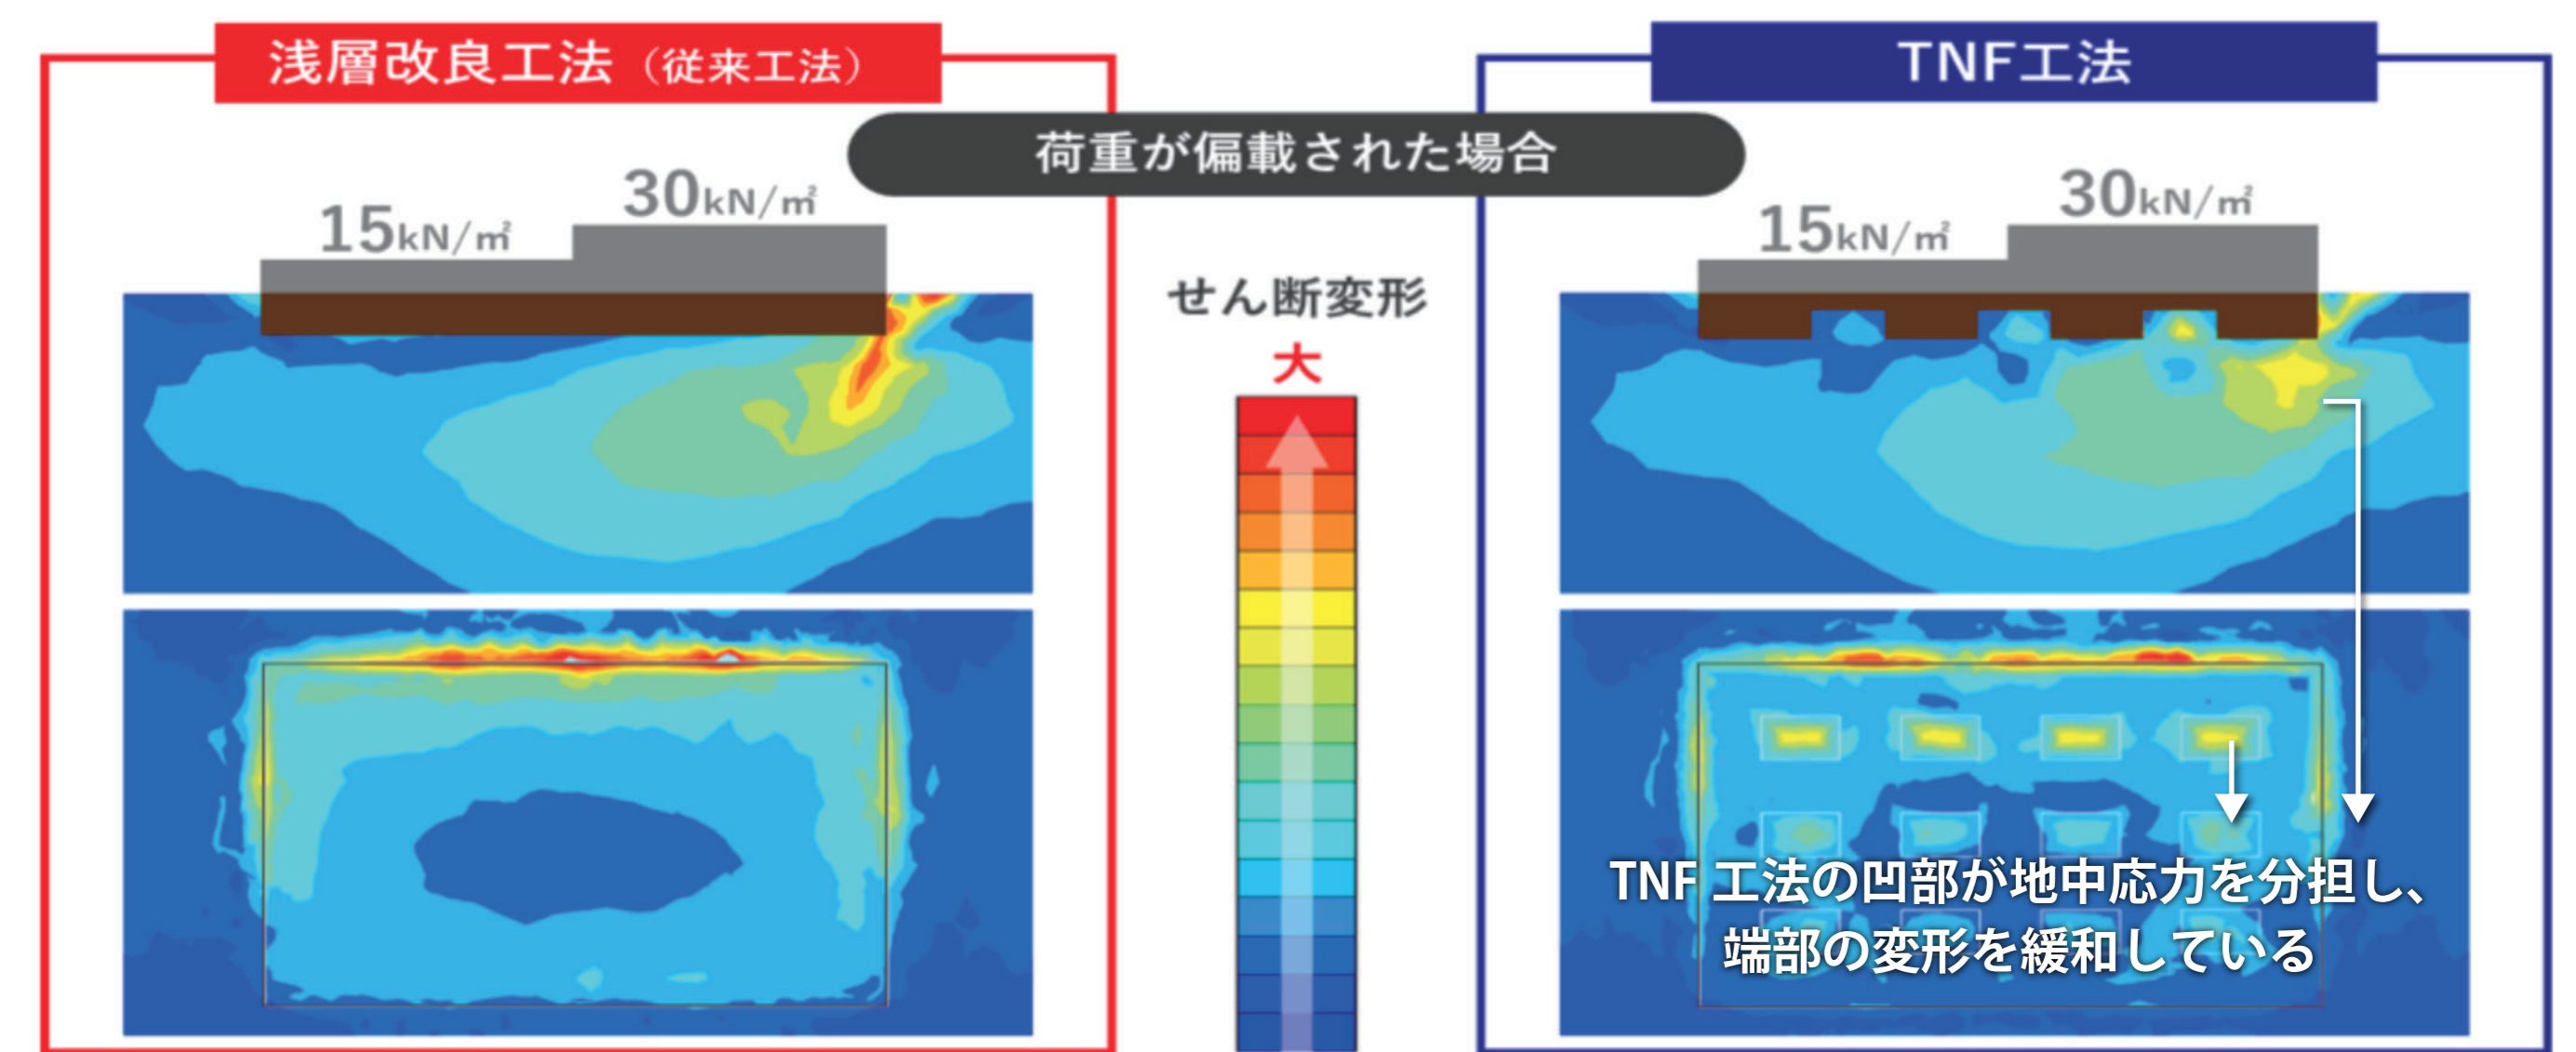 浅層改良工法（従来工法）
TNF工法
荷重が偏載された場合
15kN/㎡
30kN/㎡
15kN/㎡
30kN/㎡
せん断変形
大
TNF 工法の凹部が地中応力を分担し、
端部の変形を緩和している